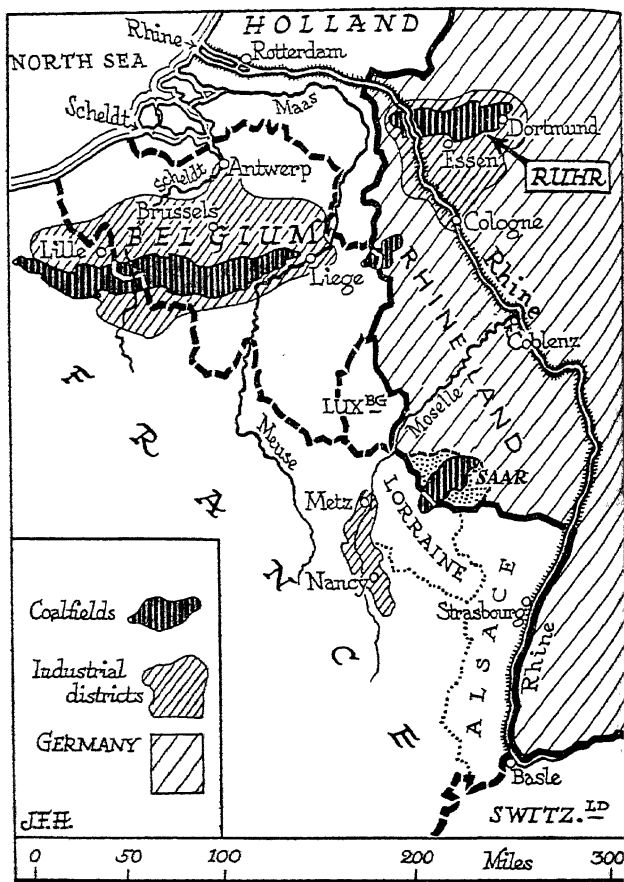 HOLLAND
Rhine
Rotterdam
NORTH SEA
Maas
Scheldt
Dortmund
Essen
RUHR
Scheldt
Antwerp
Brussels
Cologne
Lille
BELGIUM
Liege
Rhine
RHINELAND
Coblenz
LUXBG
Moselle
Meuse
SAAR
Metz
LORRAINE
Nancy
FRANCE
Strasbourg
ALSACE
Rhine
Basle
SWITZ.LD
Coalfields
Industrial
districts
GERMANY
J.F.H.
0 50 100 200 Miles 300